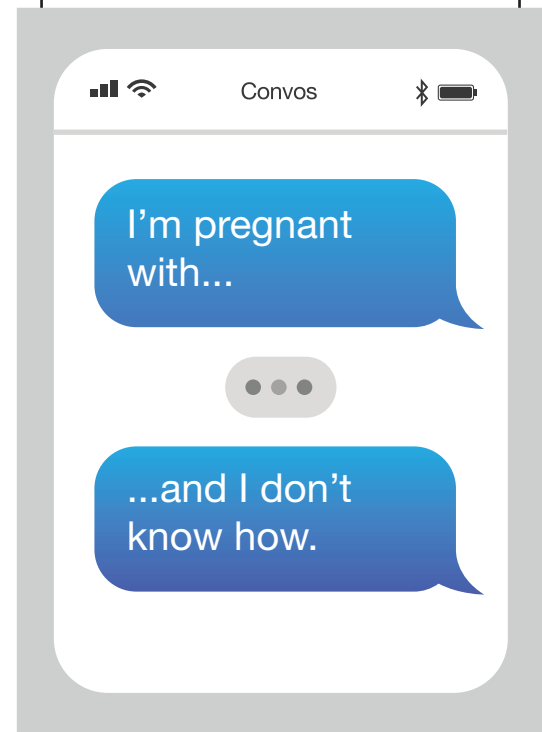 Convos
I’m pregnant
with...
...and I don’t
know how.